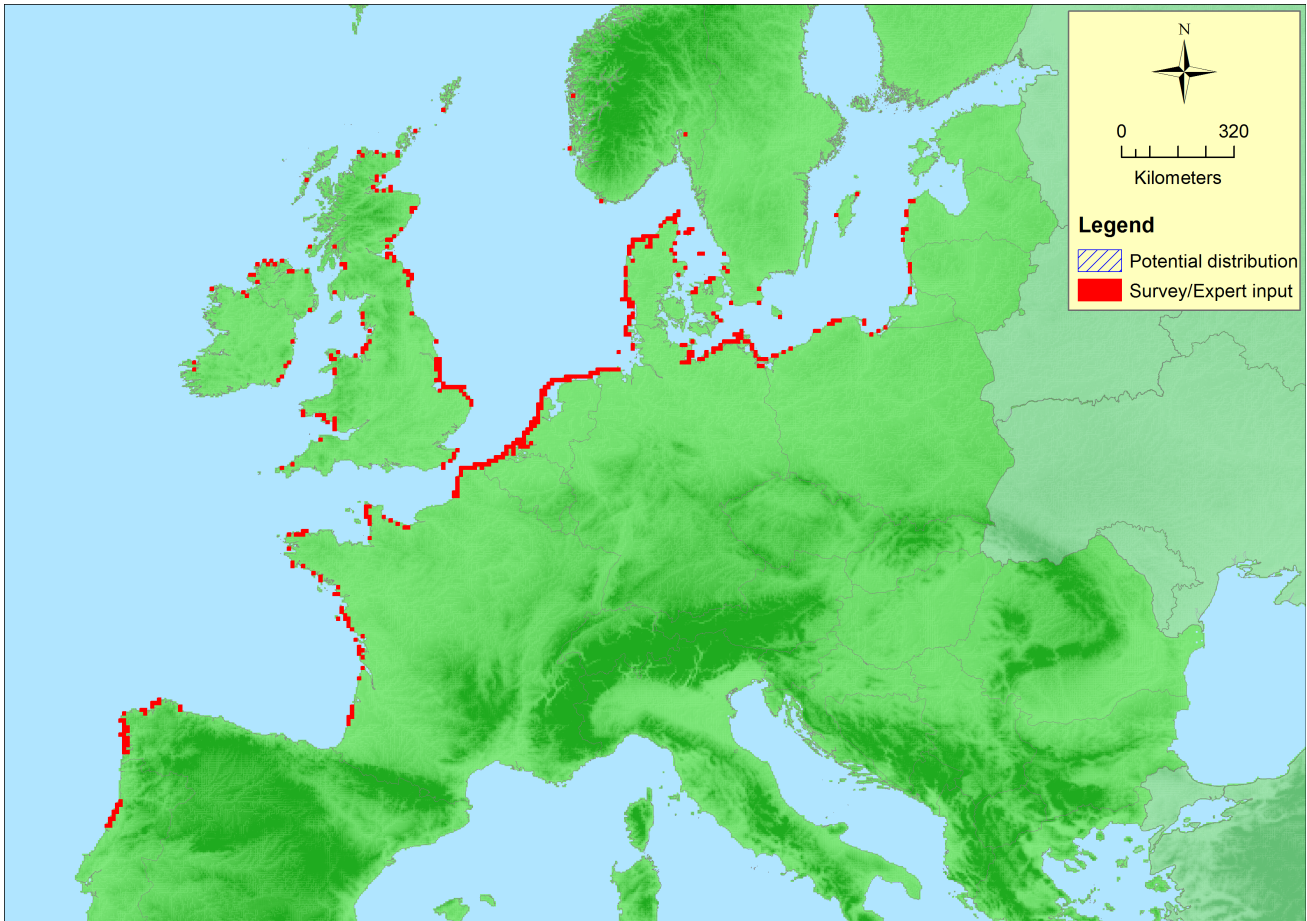 N
0 320
Kilometers
Legend
Potential distribution
Survey/Expert input